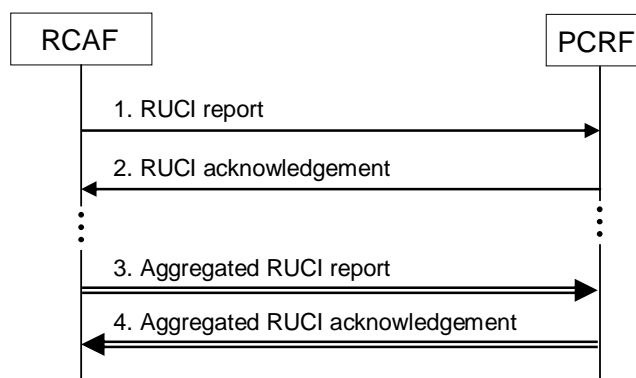 RCAF
PCRF
1. RUCI report
2. RUCI acknowledgement
3. Aggregated RUCI report
4. Aggregated RUCI acknowledgement